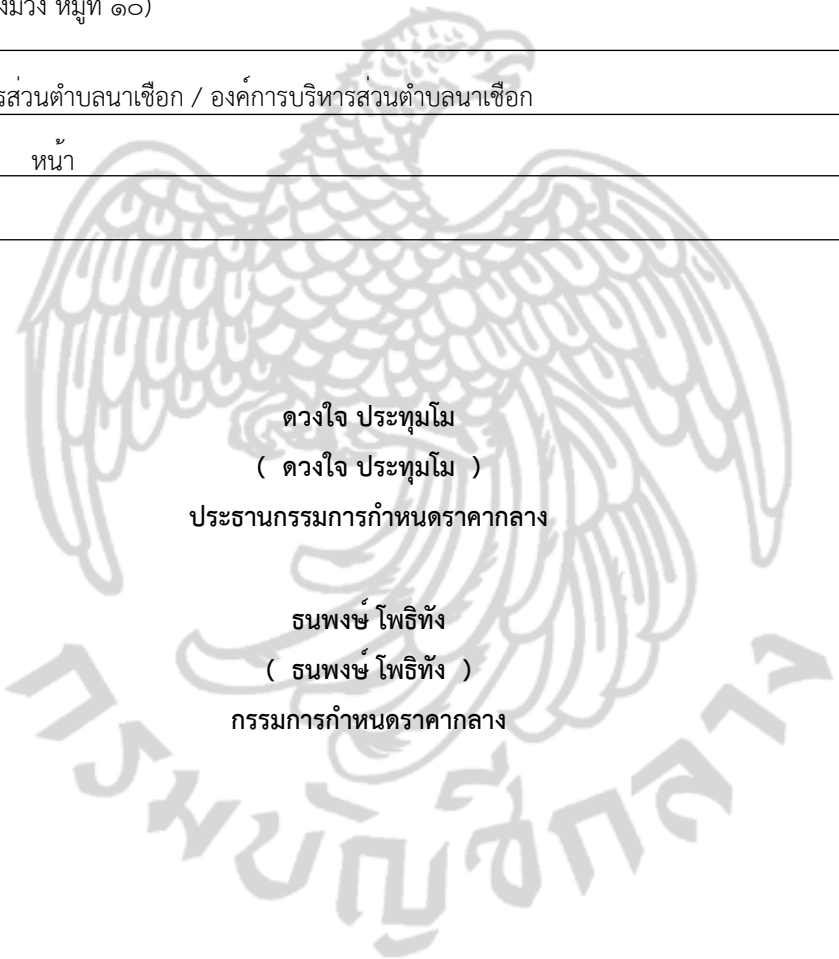 หมู่ที่ ๑๐)
ส่วนตำบลนาเชือก / องค์การบริหารส่วนตำบลนาเชือก
หน้า
ดวงใจ ประทุมโม
( ดวงใจ ประทุมโม )
ประธานกรรมการกำหนดราคากลาง
ธนพงษ์ โพธิทัง
( ธนพงษ์ โพธิทัง )
กรรมการกำหนดราคากลาง
กรมบัญชีกลาง